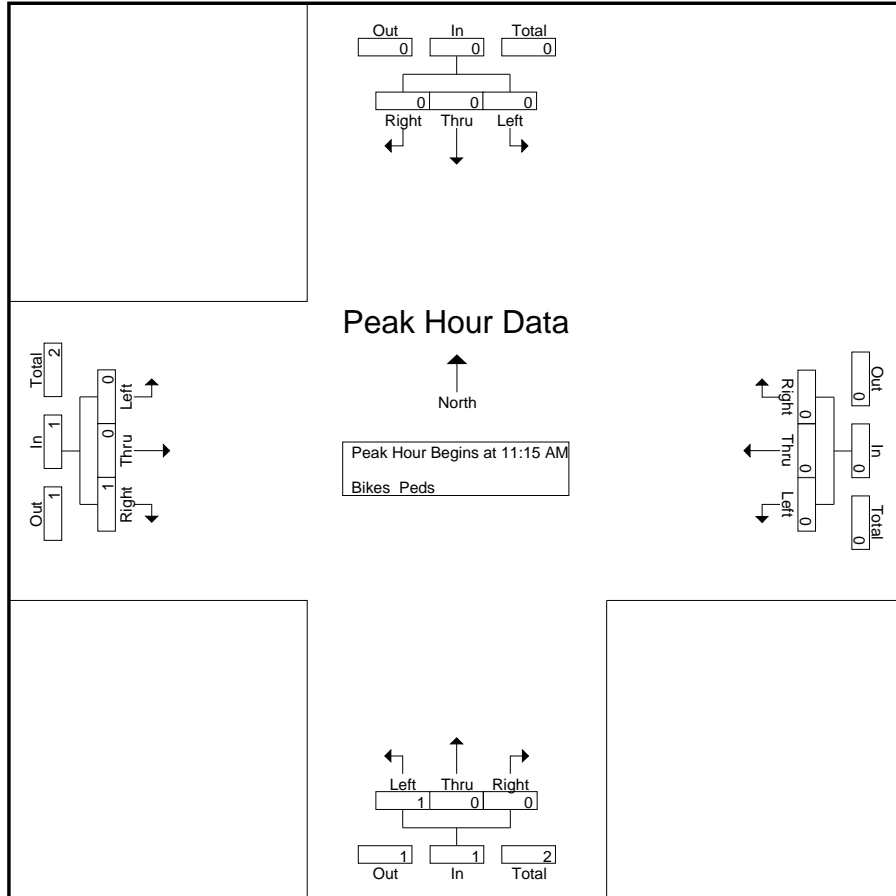 Out In Total
0 0 0
0 0 0
Right Thru Left
Peak Hour Data
North
Peak Hour Begins at 11:15 AM
Bikes Peds
Total In Out
2 1 1
0 0 1
Left Thru Right
Out In Total
0 0 0
Right Thru Left
0 0 0
Left Thru Right
1 0 0
1 1 2
Out In Total